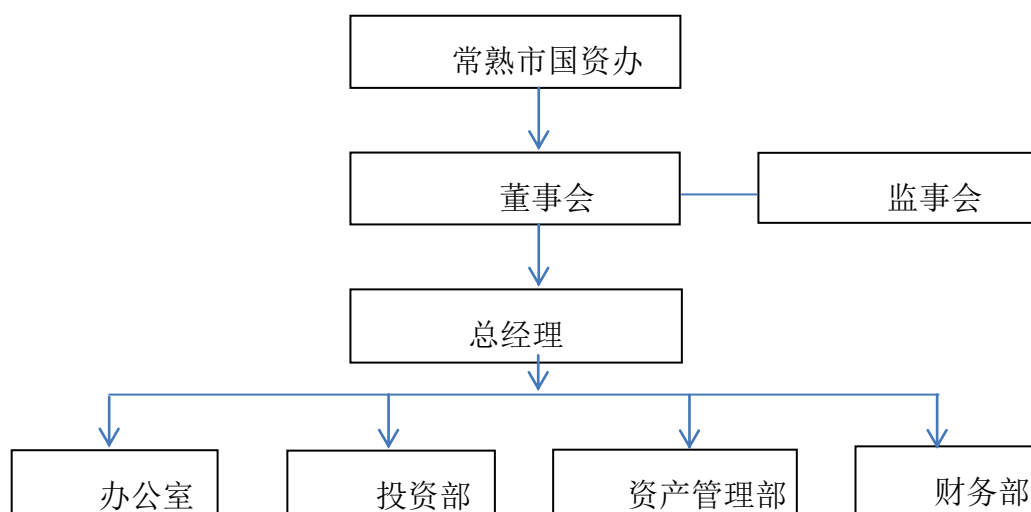 常熟市国资办
董事会
监事会
总经理
办公室
投资部
资产管理部
财务部